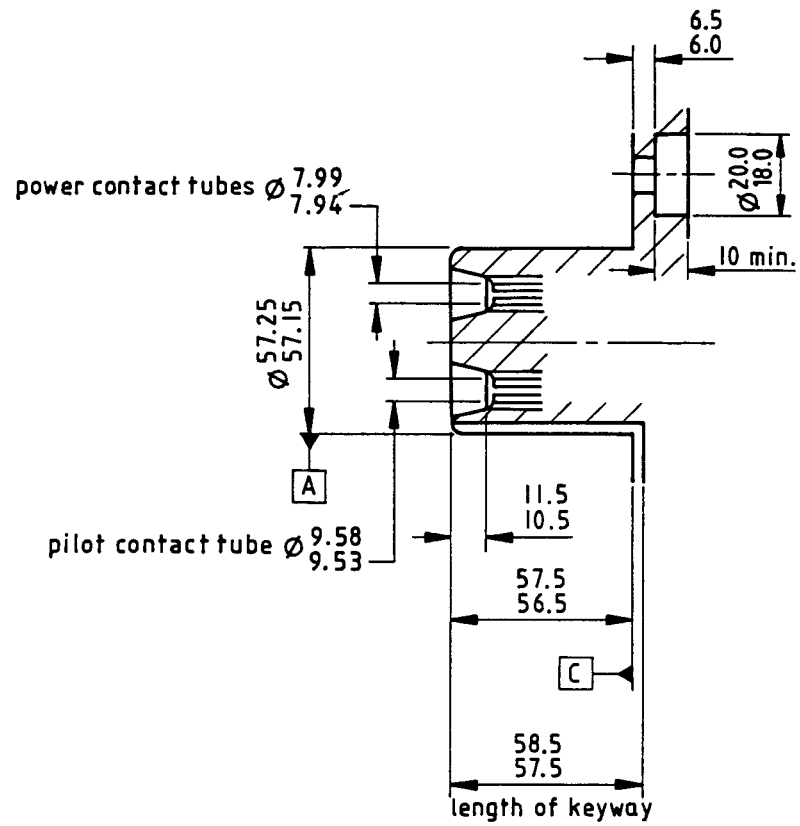 6.5
6.0
power contact tubes Ø 7.99
7.94
Ø 20.0
18.0
10 min.
Ø 57.25
57.15
A
11.5
10.5
pilot contact tube Ø 9.58
9.53
57.5
56.5
C
58.5
57.5
length of keyway